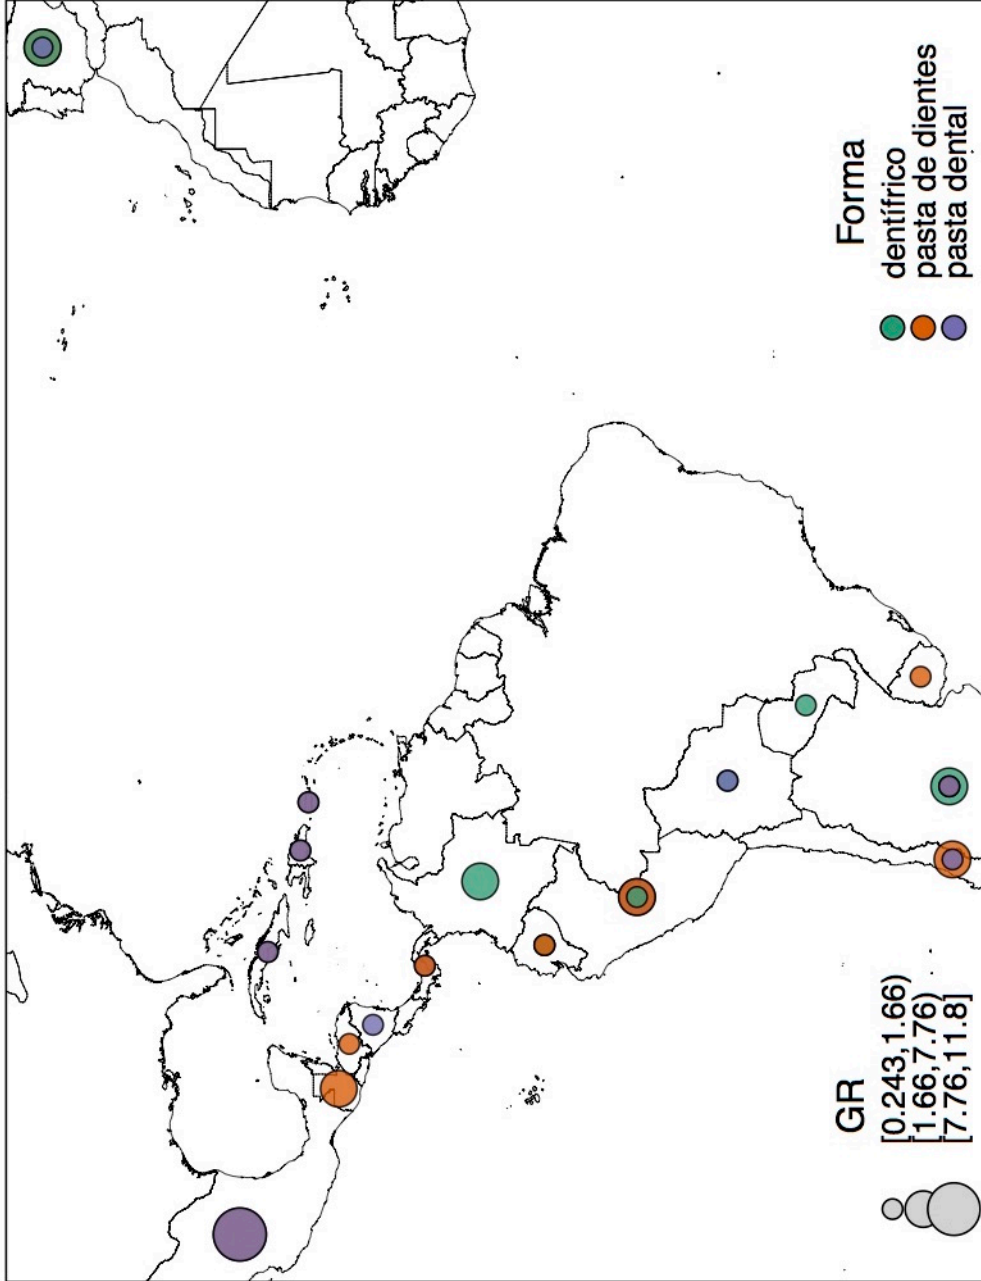 GR
[0.243,1.66)
[1.66,7.76)
[7.76,11.8]
Forma
dentífrico
pasta de dientes
pasta dental